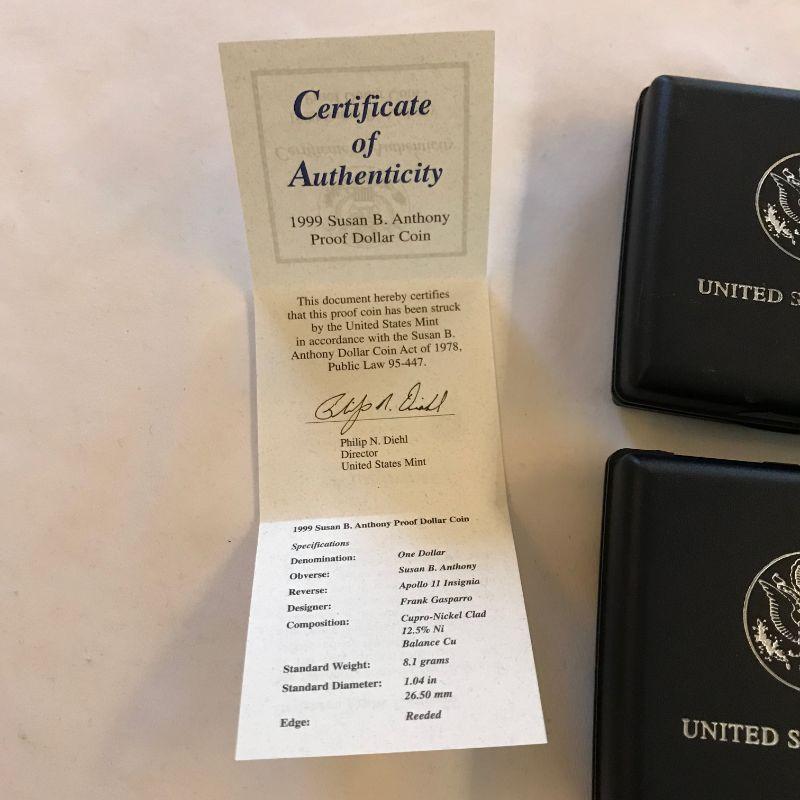 Certificate
of
Authenticity
1999 Susan B. Anthony
Proof Dollar Coin
This document hereby certifies
that this proof coin has been struck
by the United States Mint
in accordance with the Susan B.
Anthony Dollar Coin Act of 1978,
Public Law 95-447.
Philip N. Diehl
Philip N. Diehl
Director
United States Mint
1999 Susan B. Anthony Proof Dollar Coin
Specifications
Denomination: One Dollar
Obverse: Susan B. Anthony
Reverse: Apollo 11 Insignia
Designer: Frank Gasparro
Composition: Cupro-Nickel Clad
12.5% Ni
Balance Cu
Standard Weight: 8.1 grams
Standard Diameter: 1.04 in
26.50 mm
Edge: Reeded
UNITED S
UNITED S